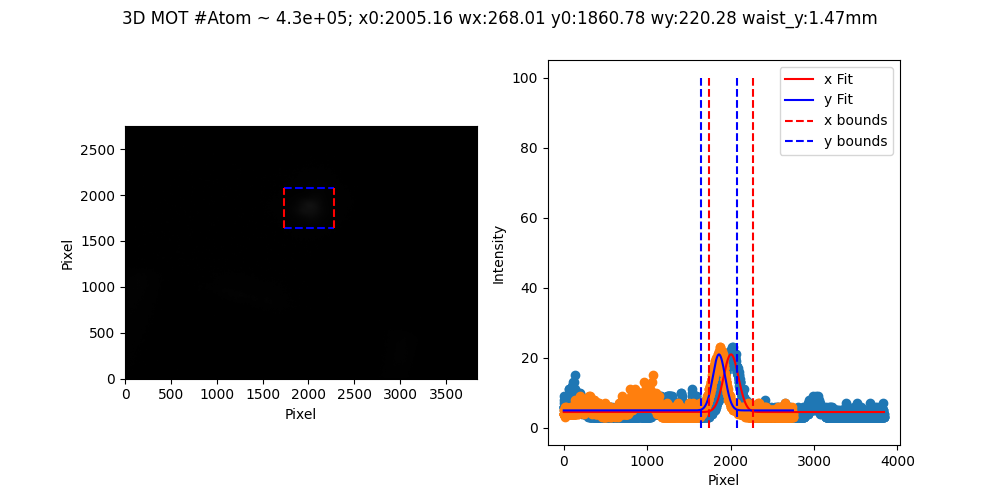 3D MOT #Atom ~ 4.3e+05; x0:2005.16 wx:268.01 y0:1860.78 wy:220.28 waist_y:1.47mm
2500
2000
1500
1000
500
0
Pixel
0 500 1000 1500 2000 2500 3000 3500
Pixel
100
80
60
40
20
0
Intensity
0 1000 2000 3000 4000
Pixel
x Fit
y Fit
x bounds
y bounds